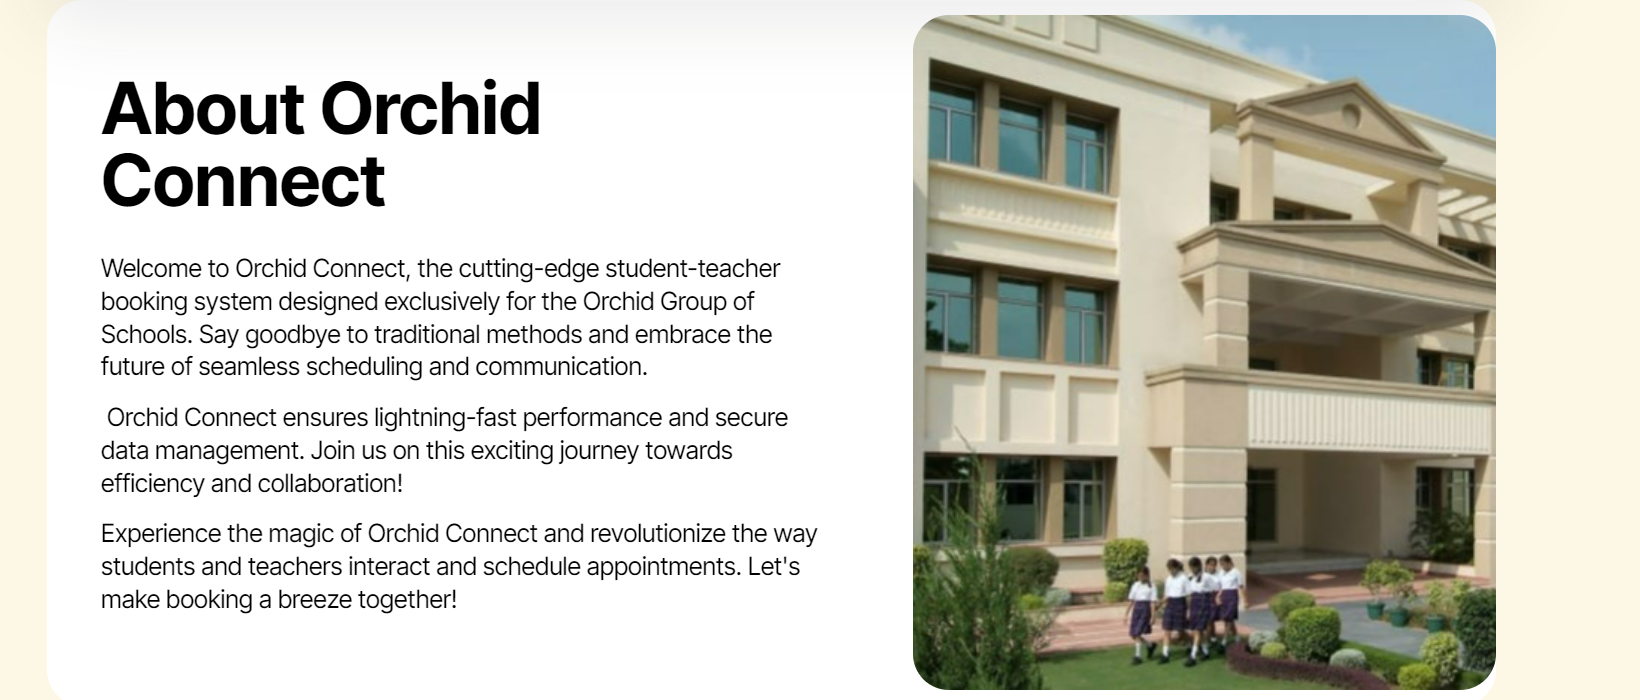 About Orchid
Connect
Welcome to Orchid Connect, the cutting-edge student-teacher
booking system designed exclusively for the Orchid Group of
Schools. Say goodbye to traditional methods and embrace the
future of seamless scheduling and communication.
Orchid Connect ensures lightning-fast performance and secure
data management. Join us on this exciting journey towards
efficiency and collaboration!
Experience the magic of Orchid Connect and revolutionize the way
students and teachers interact and schedule appointments. Let's
make booking a breeze together!